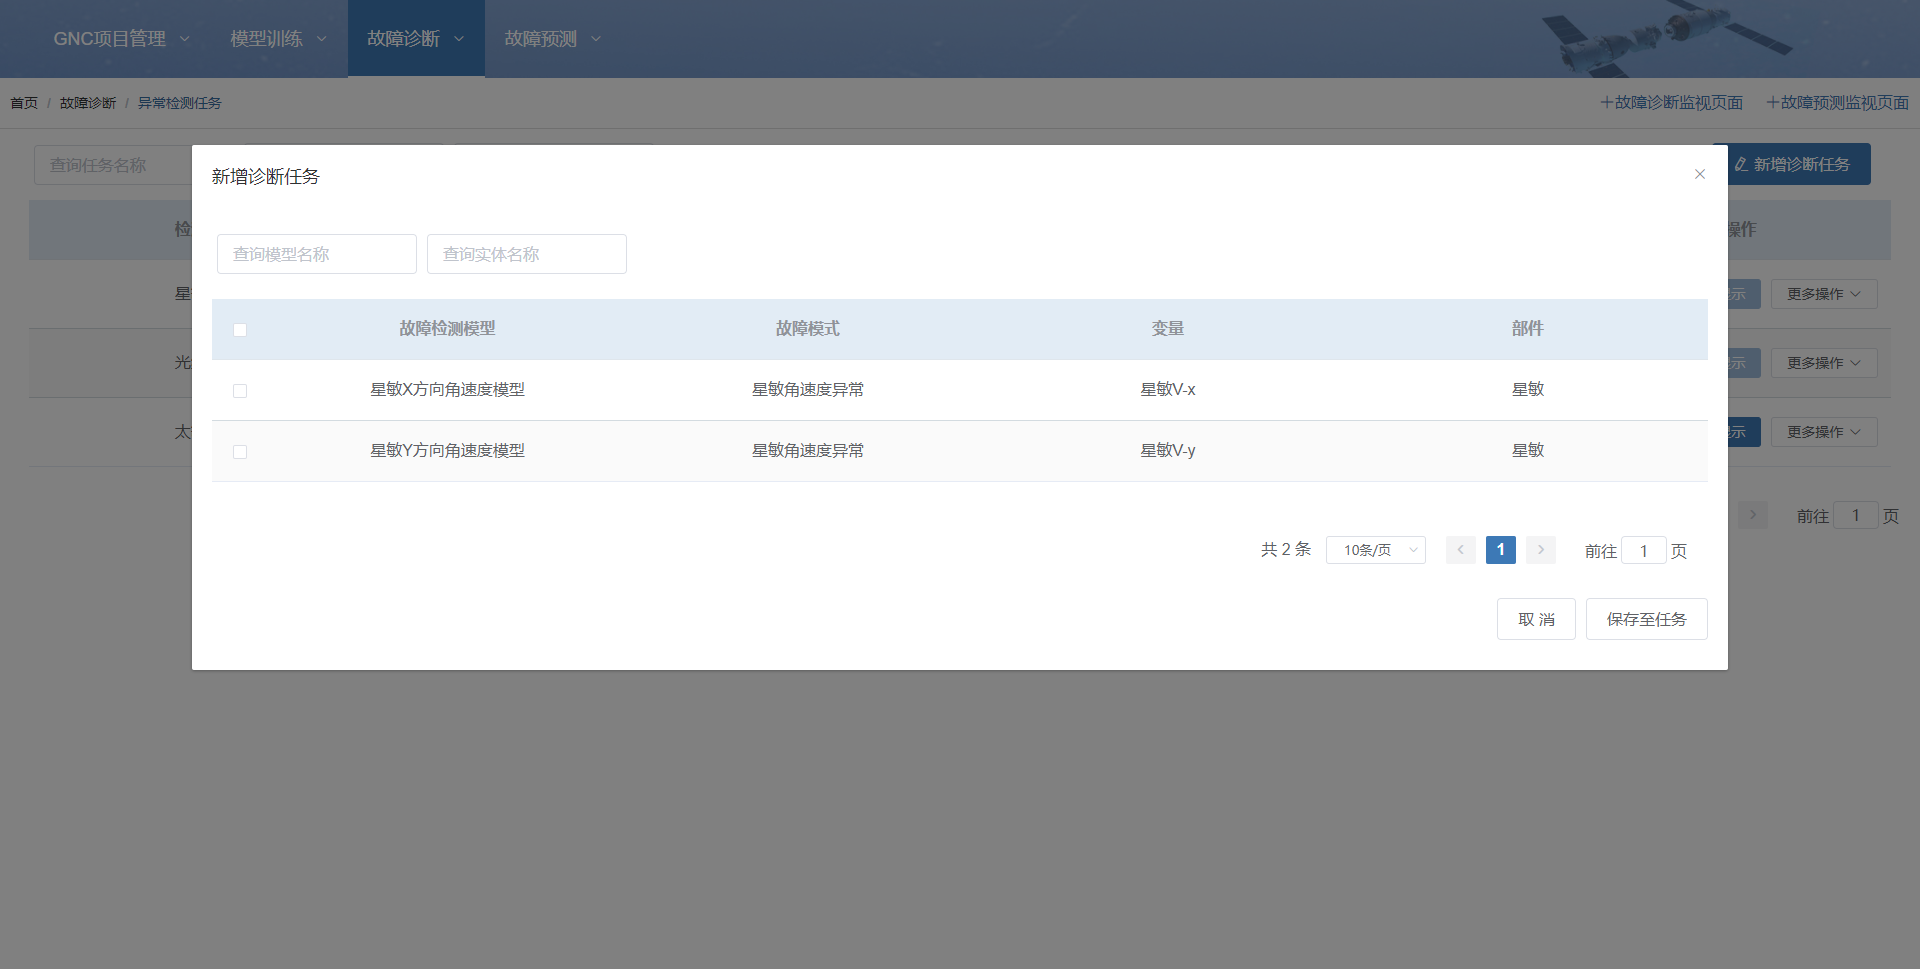 GNC项目管理 模型训练 故障诊断 故障预测
首页 / 故障诊断 / 异常检测任务 +故障诊断监视页面 +故障预测监视页面
查询任务名称 新增诊断任务
新增诊断任务
检 操作
查询模型名称 查询实体名称
星 示 更多操作
故障检测模型 故障模式 变量 部件
光 示 更多操作
星敏X方向角速度模型 星敏角速度异常 星敏V-x 星敏
太 示 更多操作
星敏Y方向角速度模型 星敏角速度异常 星敏V-y 星敏
前往 1 页
共 2 条 10条/页 1 前往 1 页
取 消 保存至任务